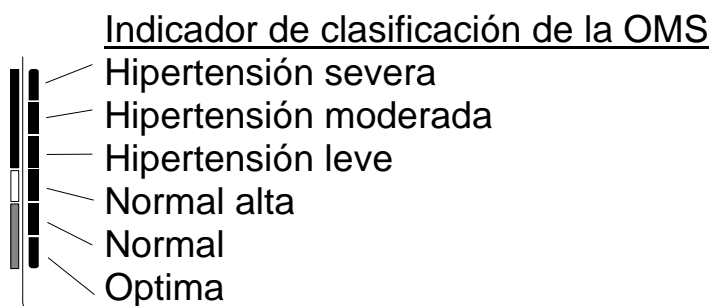 Indicador de clasificación de la OMS
Hipertensión severa
Hipertensión moderada
Hipertensión leve
Normal alta
Normal
Optima